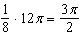 1/8 · 12π = 3π/2